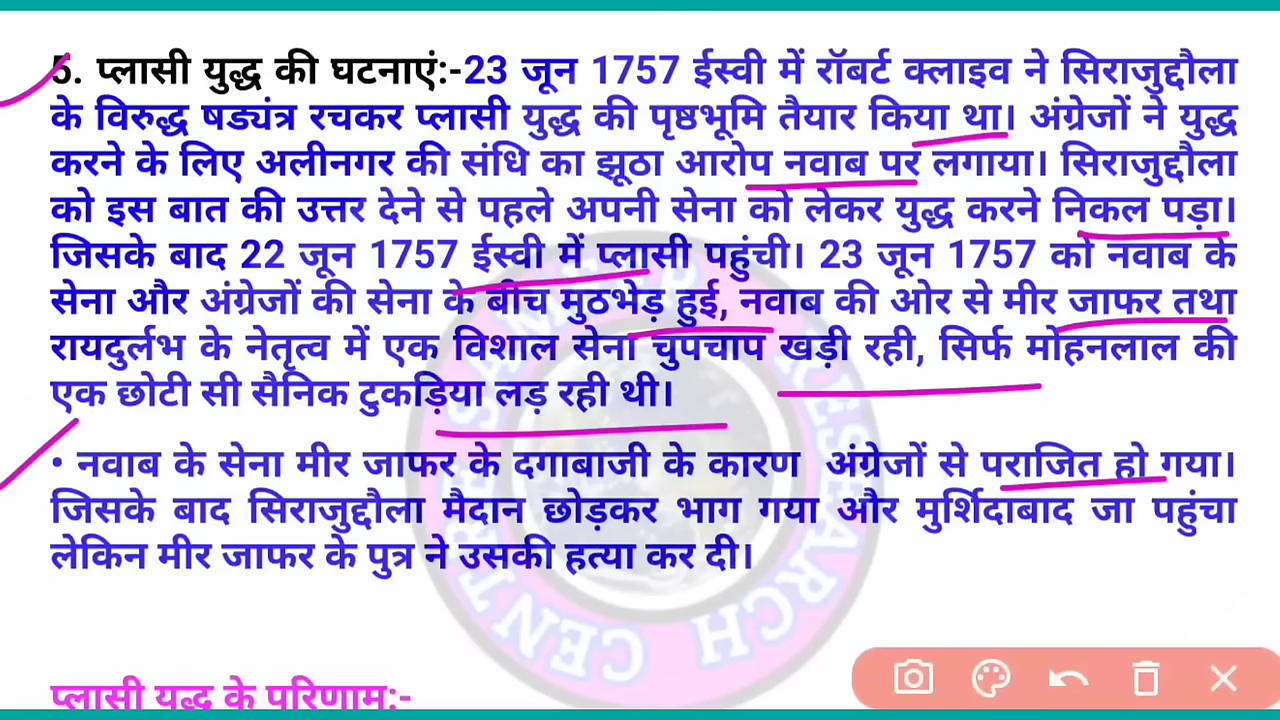 5. प्लासी युद्ध की घटनाएं:-23 जून 1757 ईस्वी में रॉबर्ट क्लाइव ने सिराजुद्दौला
के विरुद्ध षड्यंत्र रचकर प्लासी युद्ध की पृष्ठभूमि तैयार किया था। अंग्रेजों ने युद्ध
करने के लिए अलीनगर की संधि का झूठा आरोप नवाब पर लगाया। सिराजुद्दौला
को इस बात की उत्तर देने से पहले अपनी सेना को लेकर युद्ध करने निकल पड़ा।
जिसके बाद 22 जून 1757 ईस्वी में प्लासी पहुंची। 23 जून 1757 को नवाब के
सेना और अंग्रेजों की सेना के बीच मुठभेड़ हुई, नवाब की ओर से मीर जाफर तथा
रायदुर्लभ के नेतृत्व में एक विशाल सेना चुपचाप खड़ी रही, सिर्फ मोहनलाल की
एक छोटी सी सैनिक टुकड़िया लड़ रही थी।
• नवाब के सेना मीर जाफर के दगाबाजी के कारण अंग्रेजों से पराजित हो गया।
जिसके बाद सिराजुद्दौला मैदान छोड़कर भाग गया और मुर्शिदाबाद जा पहुंचा
लेकिन मीर जाफर के पुत्र ने उसकी हत्या कर दी।
प्लासी युद्ध के परिणाम:-
RESEARCH CENTRE